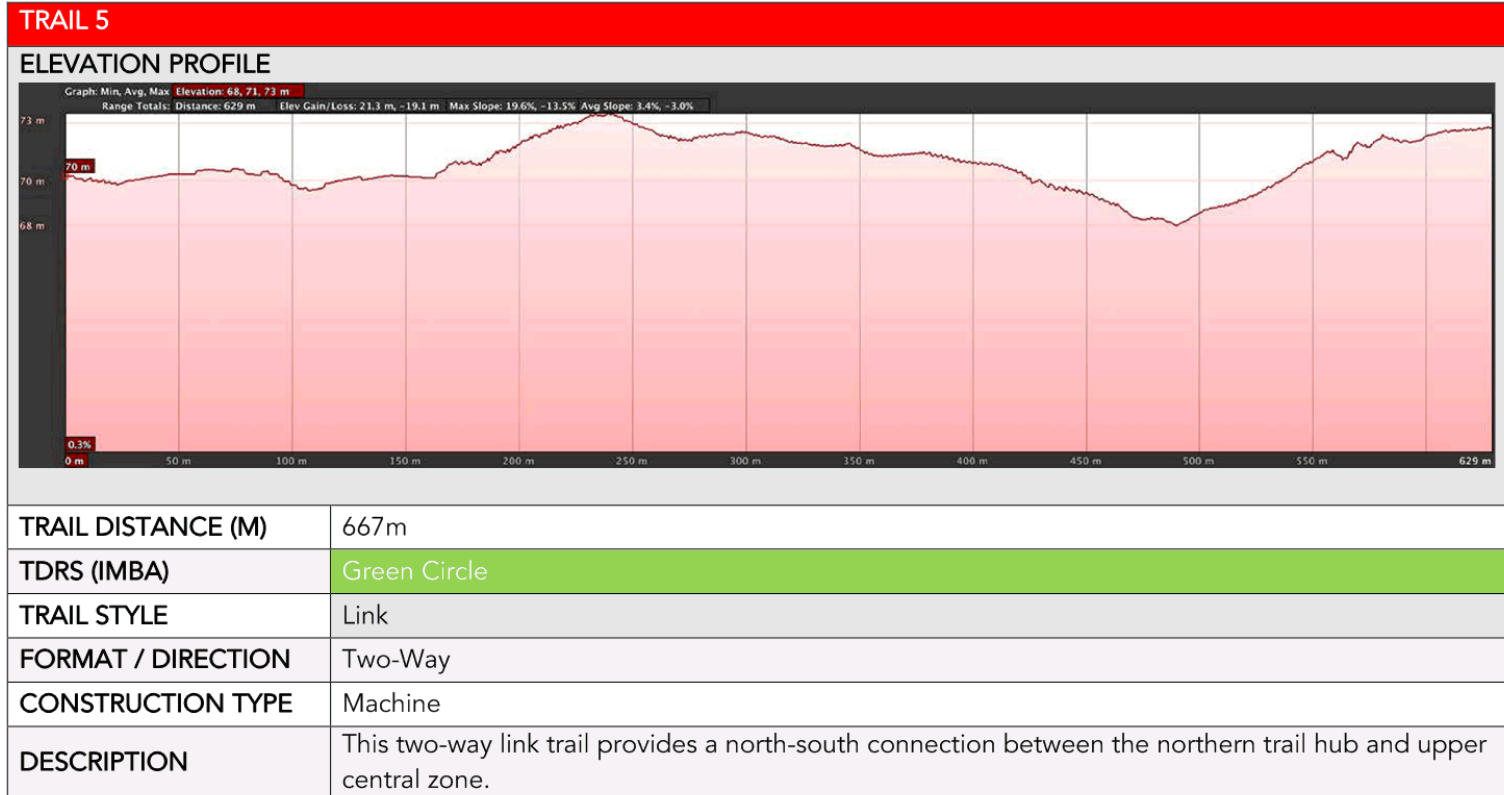 TRAIL 5
ELEVATION PROFILE
Graph: Min, Avg, Max Elevation: 68, 71, 73 m
Range Totals: Distance: 629 m Elev Gain/Loss: 21.3 m, -19.1 m Max Slope: 19.6%, -13.5% Avg Slope: 3.4%, -3.0%
73 m
70 m
70 m
68 m
0.3%
0 m 50 m 100 m 150 m 200 m 250 m 300 m 350 m 400 m 450 m 500 m 550 m 629 m
TRAIL DISTANCE (M) 667m
TDRS (IMBA) Green Circle
TRAIL STYLE Link
FORMAT / DIRECTION Two-Way
CONSTRUCTION TYPE Machine
DESCRIPTION This two-way link trail provides a north-south connection between the northern trail hub and upper
central zone.